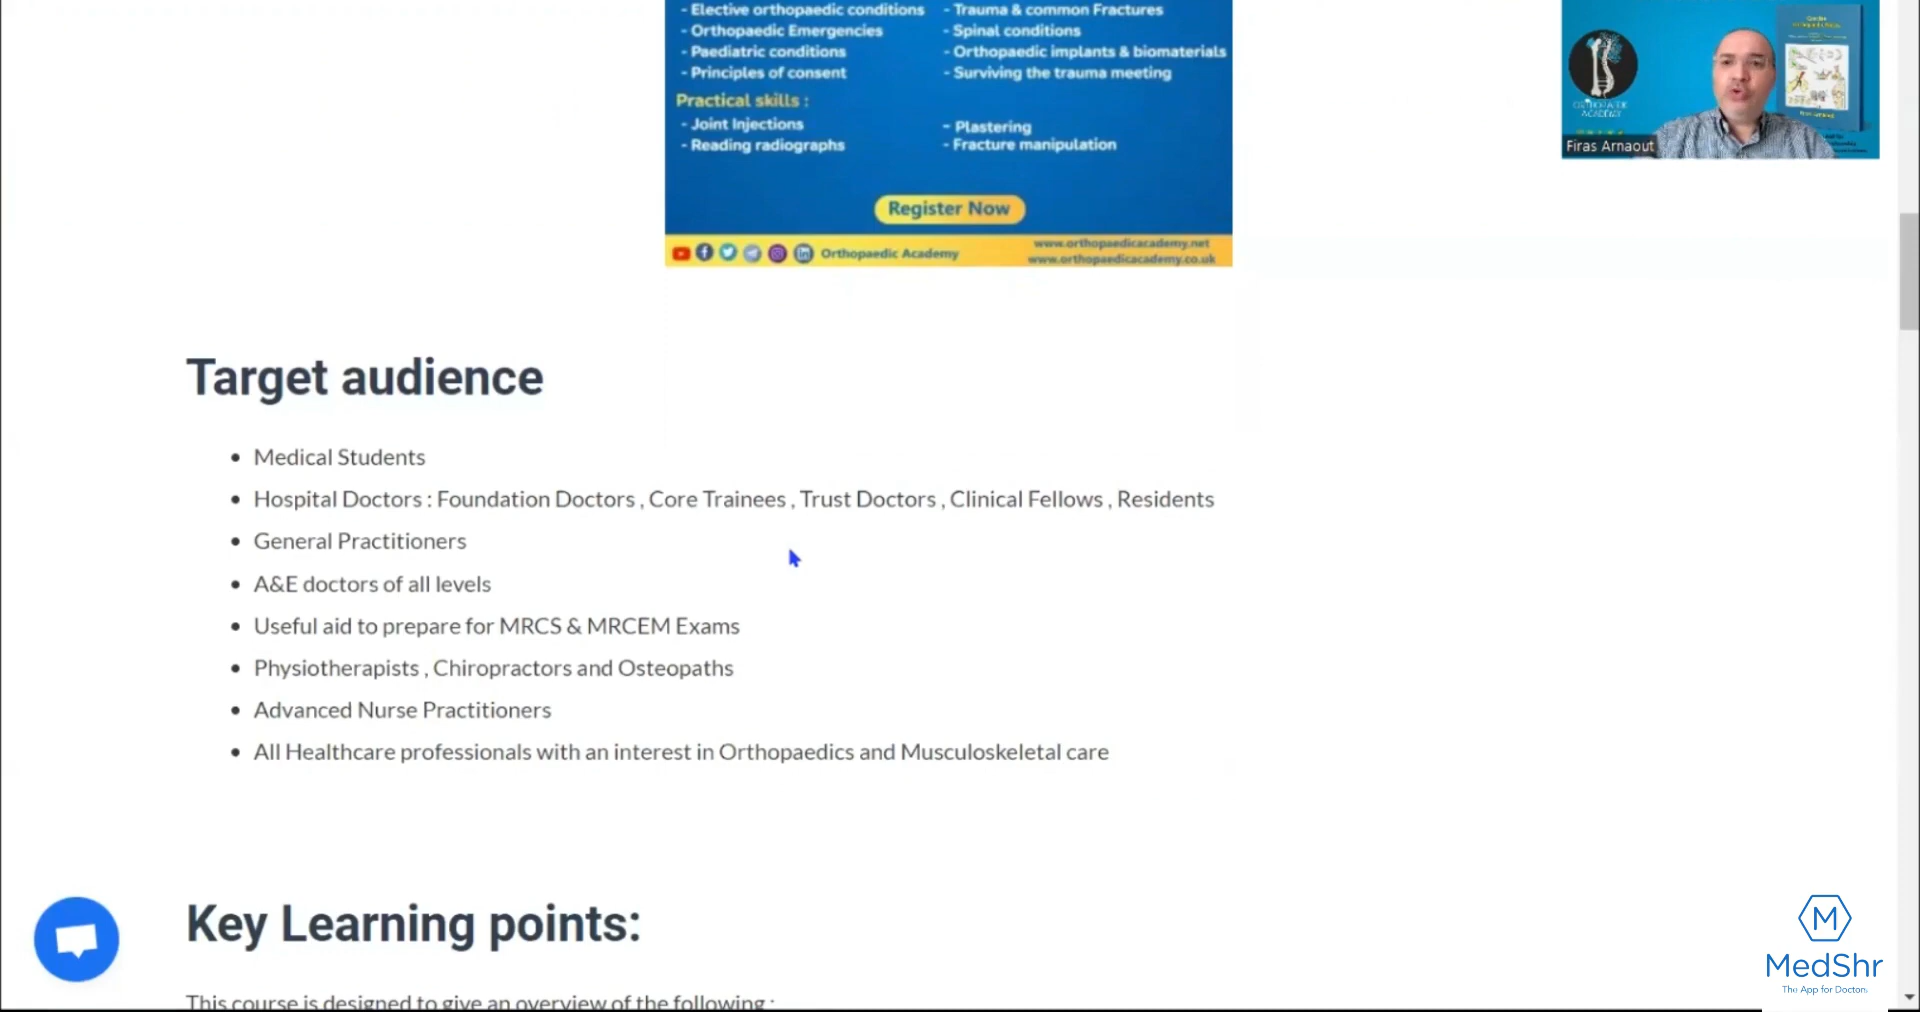 - Elective orthopaedic conditions - Trauma & common Fractures
- Orthopaedic Emergencies - Spinal conditions
- Paediatric conditions - Orthopaedic implants & biomaterials
- Principles of consent - Surviving the trauma meeting
Practical skills :
- Joint Injections - Plastering
- Reading radiographs - Fracture manipulation
Register Now
Orthopaedic Academy
www.orthopaedicacademy.net
www.orthopaedicacademy.co.uk
ORTHOPAEDIC
ACADEMY
Firas Arnaout
Target audience
• Medical Students
• Hospital Doctors : Foundation Doctors , Core Trainees , Trust Doctors , Clinical Fellows , Residents
• General Practitioners
• A&E doctors of all levels
• Useful aid to prepare for MRCS & MRCEM Exams
• Physiotherapists , Chiropractors and Osteopaths
• Advanced Nurse Practitioners
• All Healthcare professionals with an interest in Orthopaedics and Musculoskeletal care
Key Learning points:
This course is designed to give an overview of the following :
M
MedShr
The App for Doctors